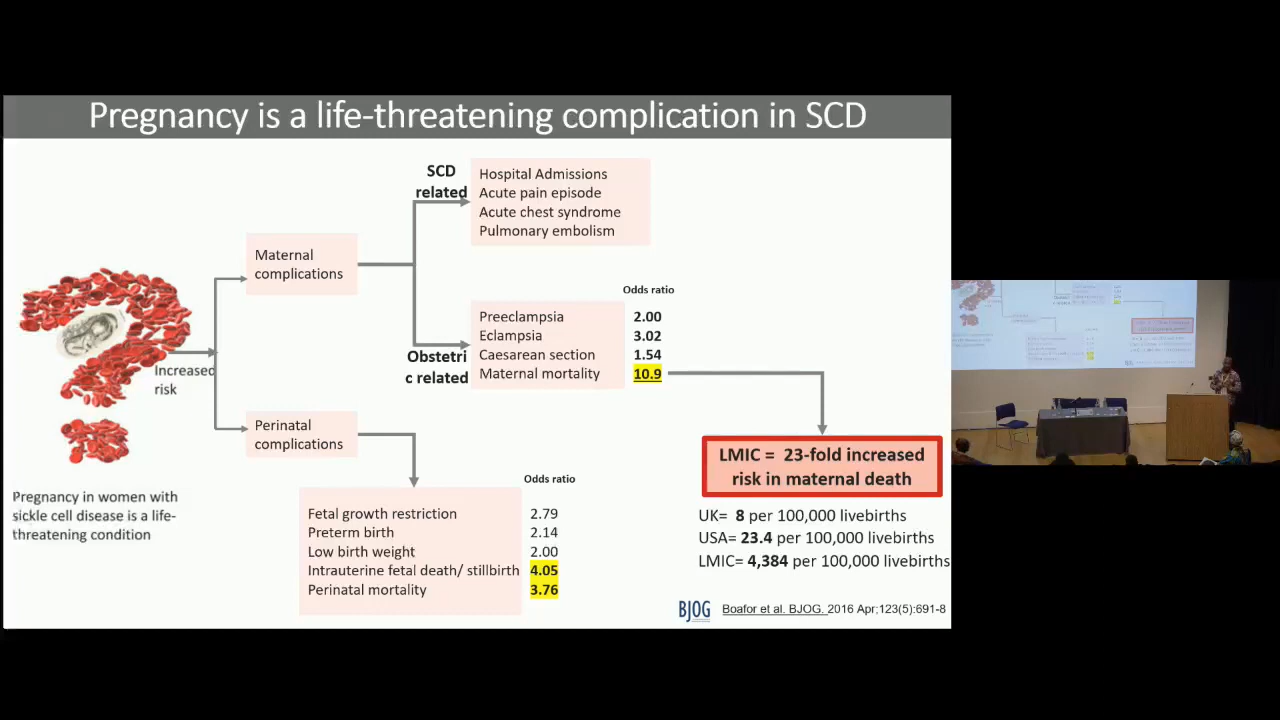 Pregnancy is a life-threatening complication in SCD
SCD
related
Hospital Admissions
Acute pain episode
Acute chest syndrome
Pulmonary embolism
Maternal
complications
Odds ratio
Preeclampsia 2.00
Eclampsia 3.02
Caesarean section 1.54
Maternal mortality 10.9
Obstetri
c related
Increased
risk
Perinatal
complications
LMIC = 23-fold increased
risk in maternal death
UK= 8 per 100,000 livebirths
USA= 23.4 per 100,000 livebirths
LMIC= 4,384 per 100,000 livebirths
Odds ratio
Fetal growth restriction 2.79
Preterm birth 2.14
Low birth weight 2.00
Intrauterine fetal death/ stillbirth 4.05
Perinatal mortality 3.76
Pregnancy in women with
sickle cell disease is a life-
threatening condition
BJOG Boafor et al. BJOG. 2016 Apr;123(5):691-8